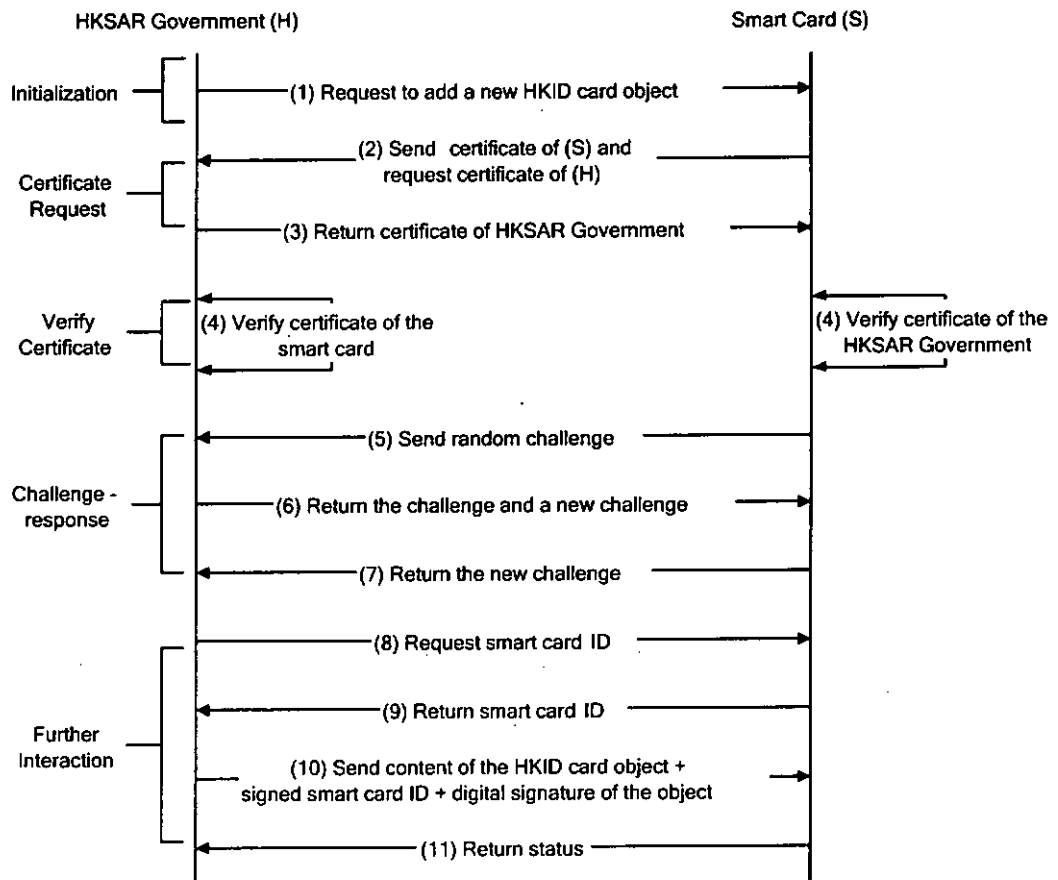 HKSAR Government (H)
Smart Card (S)
Initialization
(1) Request to add a new HKID card object
(2) Send certificate of (S) and
request certificate of (H)
Certificate
Request
(3) Return certificate of HKSAR Government
Verify
Certificate
(4) Verify certificate of the
smart card
(4) Verify certificate of the
HKSAR Government
(5) Send random challenge
Challenge -
response
(6) Return the challenge and a new challenge
(7) Return the new challenge
(8) Request smart card ID
(9) Return smart card ID
Further
Interaction
(10) Send content of the HKID card object +
signed smart card ID + digital signature of the object
(11) Return status